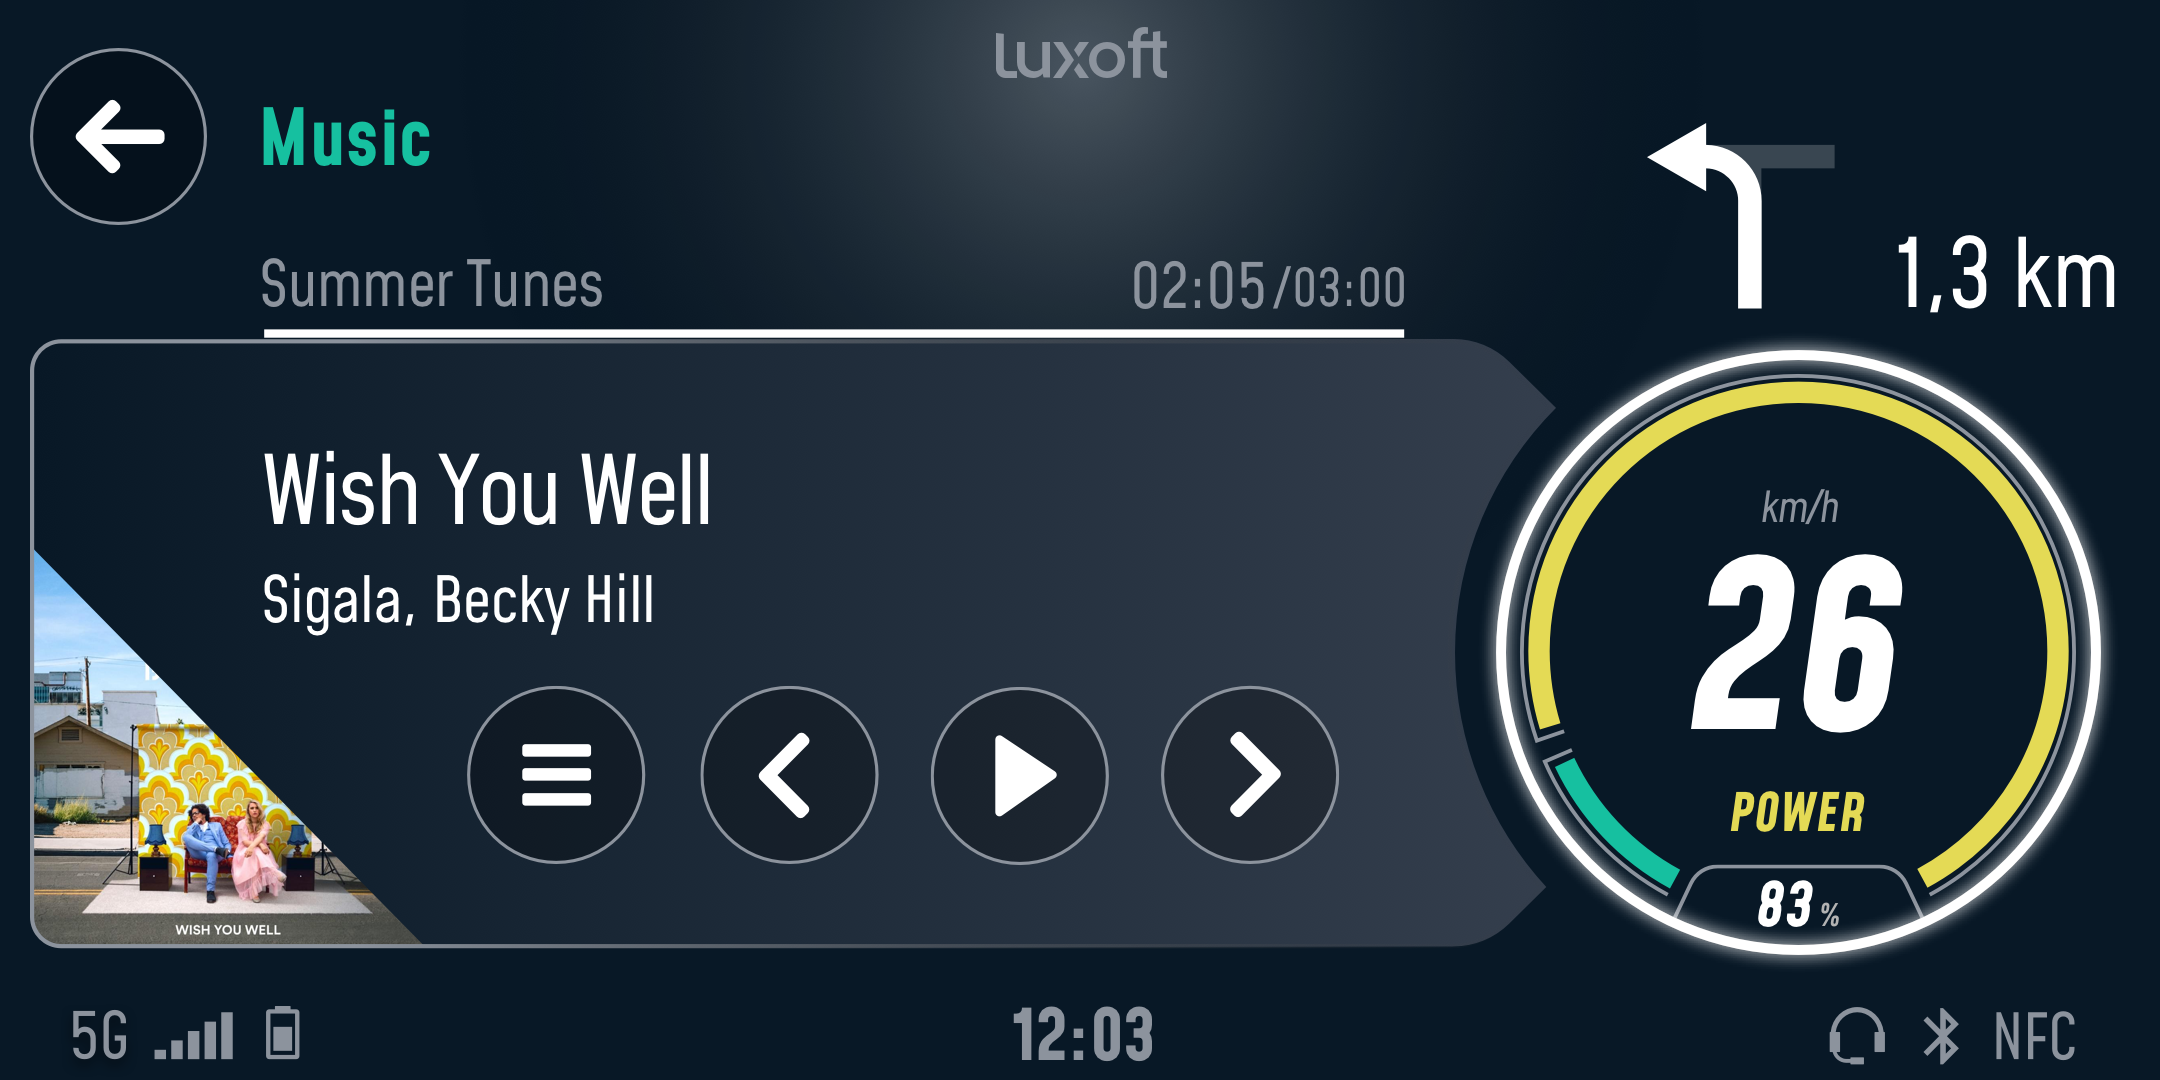 Luxoft
Music
Summer Tunes
02:05/03:00
1,3 km
Wish You Well
Sigala, Becky Hill
km/h
26
POWER
83 %
WISH YOU WELL
5G
12:03
NFC